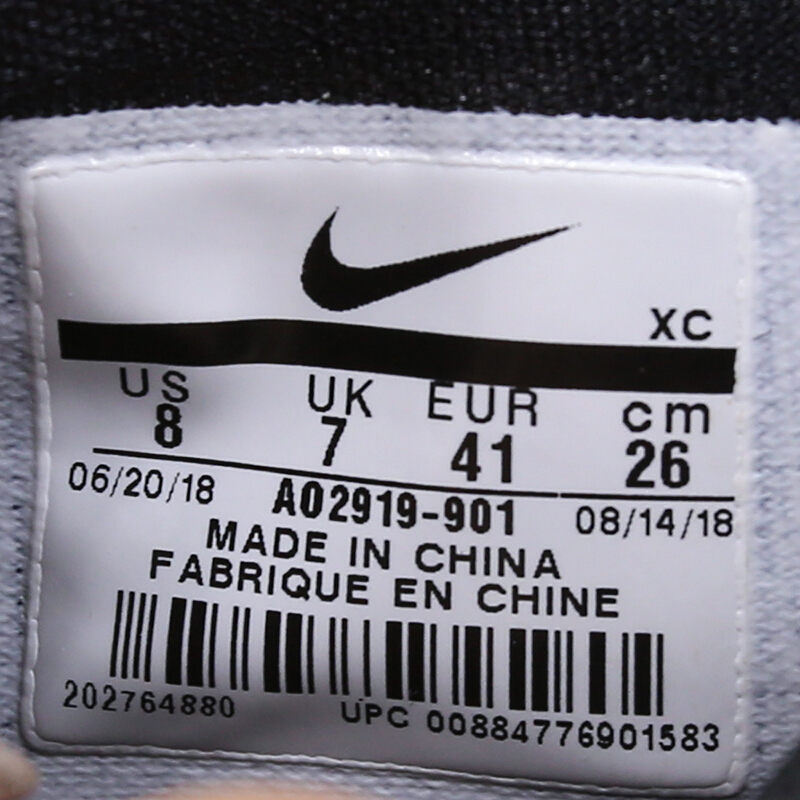 XC
US UK EUR cm
8 7 41 26
06/20/18 AO2919-901 08/14/18
MADE IN CHINA
FABRIQUE EN CHINE
202764880 UPC 00884776901583